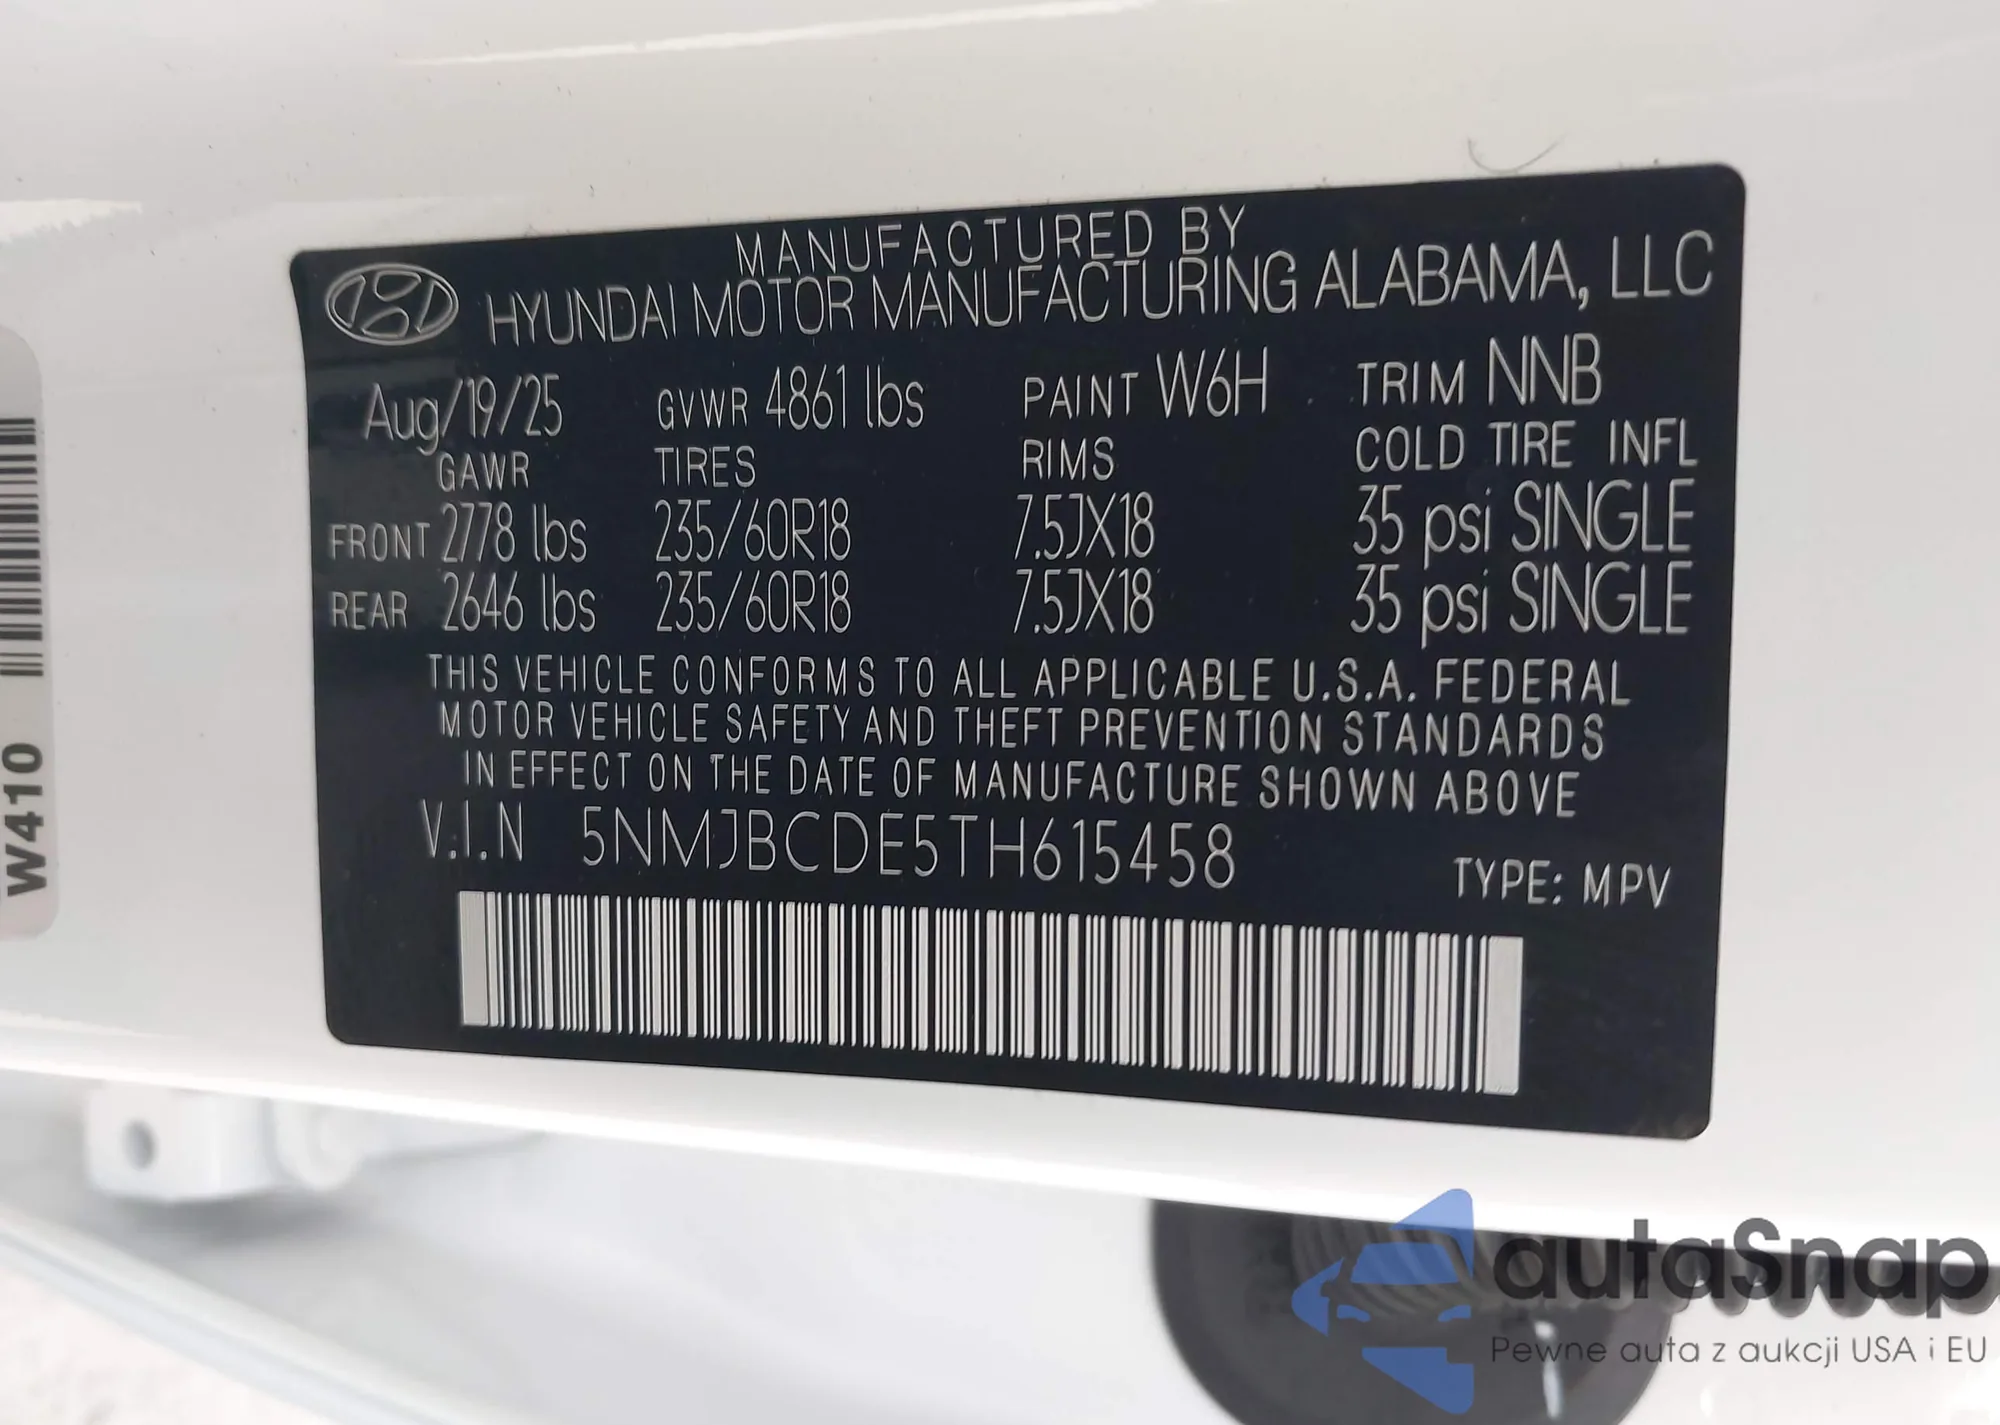 MANUFACTURED BY
HYUNDAI MOTOR MANUFACTURING ALABAMA, LLC
Aug/19/25 GVWR 4861 lbs PAINT W6H TRIM NNB
GAWR TIRES RIMS COLD TIRE INFL
FRONT 2778 lbs 235/60R18 7.5JX18 35 psi SINGLE
REAR 2646 lbs 235/60R18 7.5JX18 35 psi SINGLE
THIS VEHICLE CONFORMS TO ALL APPLICABLE U.S.A. FEDERAL
MOTOR VEHICLE SAFETY AND THEFT PREVENTION STANDARDS
IN EFFECT ON THE DATE OF MANUFACTURE SHOWN ABOVE
V.I.N 5NMJBCDE5TH615458
TYPE: MPV
W410
autaSnap
Pewne auta z aukcji USA i EU